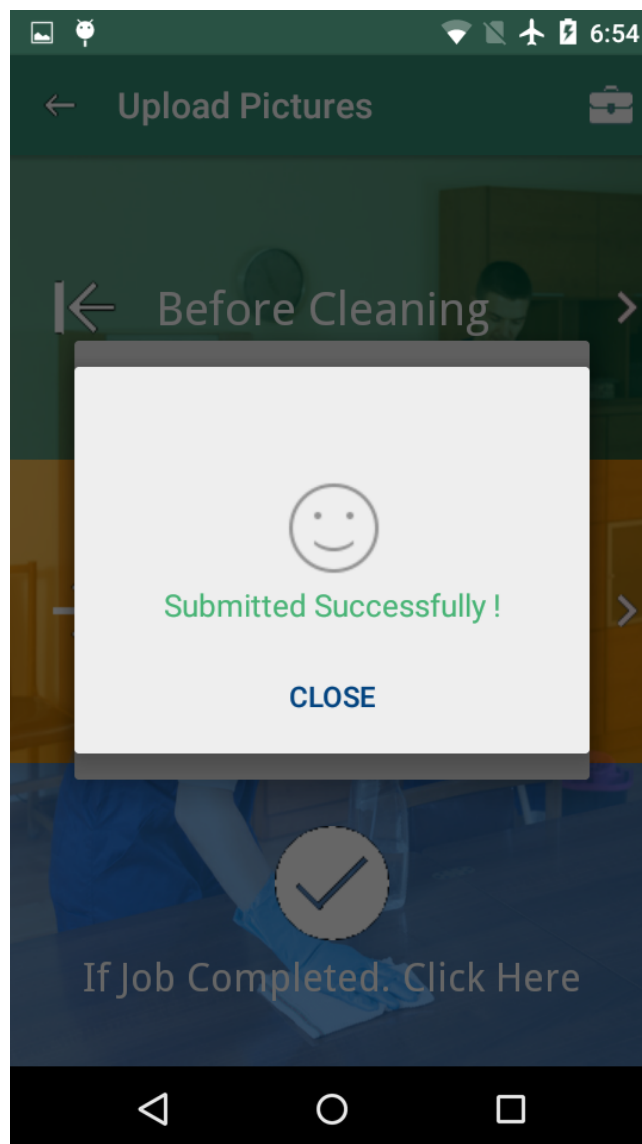 6:54
Upload Pictures
Before Cleaning
Submitted Successfully !
CLOSE
If Job Completed. Click Here